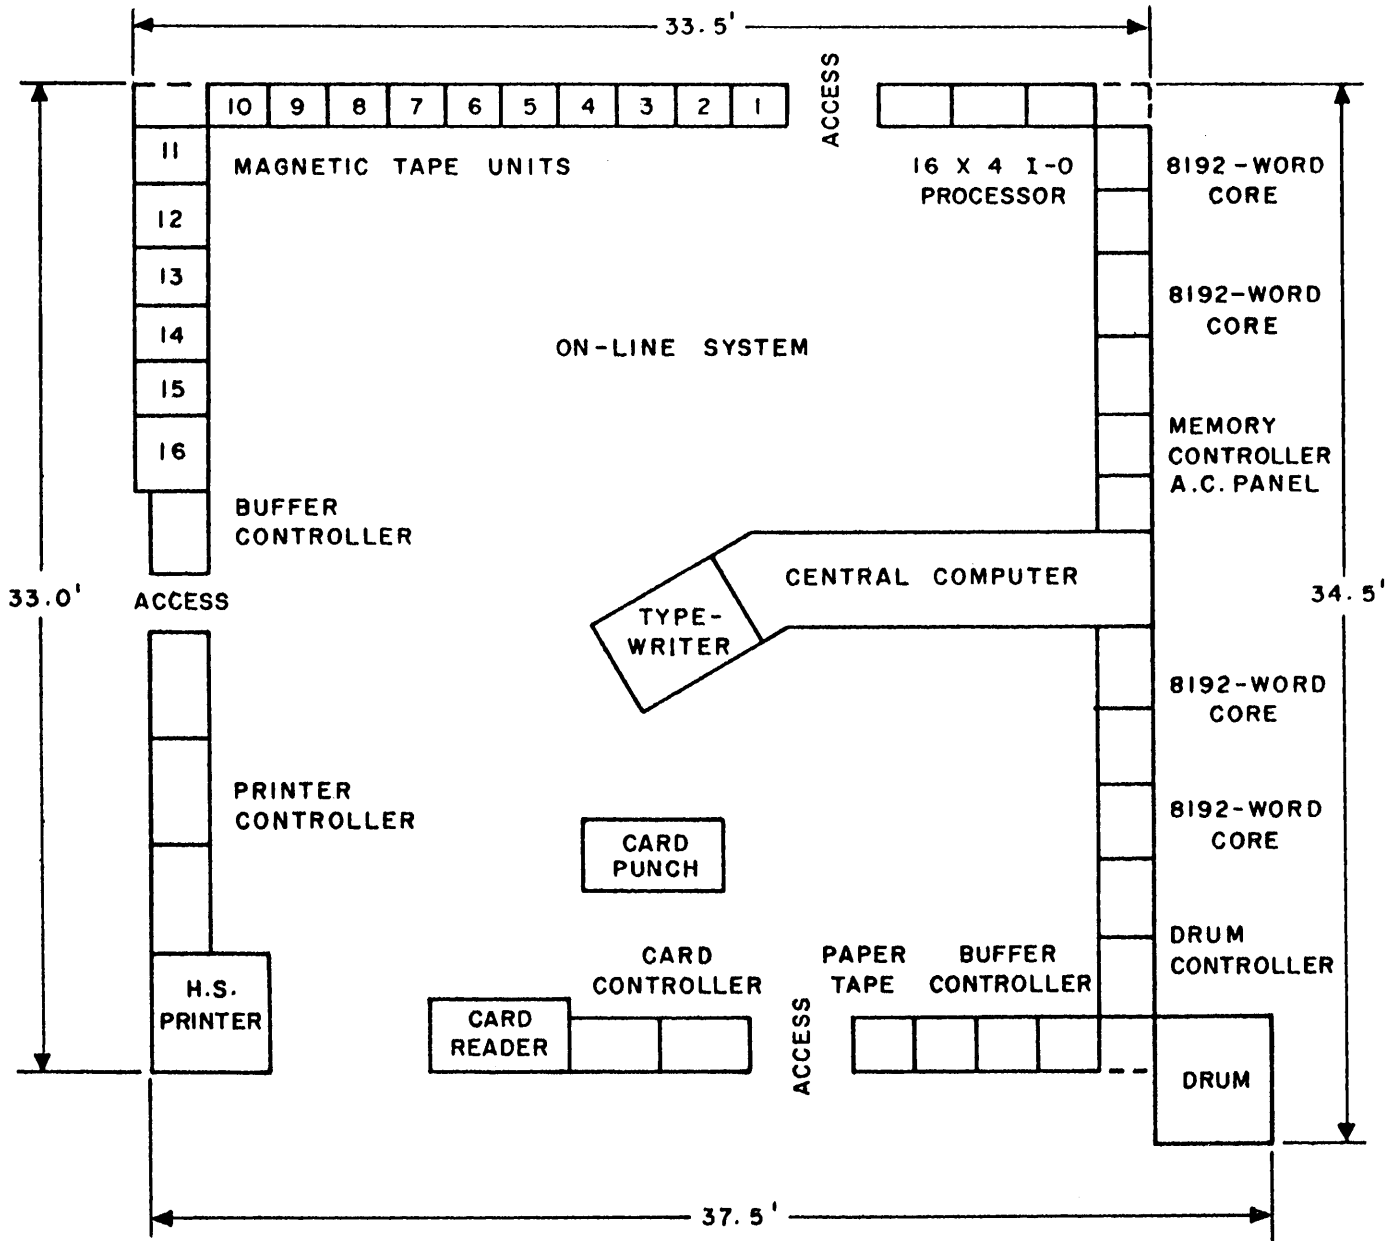 33.5'
ACCESS
10 9 8 7 6 5 4 3 2 1
11
MAGNETIC TAPE UNITS
16 X 4 I-O
PROCESSOR
8192-WORD
CORE
12
13
8192-WORD
CORE
14
ON-LINE SYSTEM
15
16
MEMORY
CONTROLLER
A.C. PANEL
BUFFER
CONTROLLER
CENTRAL COMPUTER
33.0'
ACCESS
TYPE-
WRITER
34.5'
8192-WORD
CORE
PRINTER
CONTROLLER
8192-WORD
CORE
CARD
PUNCH
DRUM
CONTROLLER
CARD
CONTROLLER
PAPER
TAPE
BUFFER
CONTROLLER
H.S.
PRINTER
CARD
READER
ACCESS
DRUM
37.5'